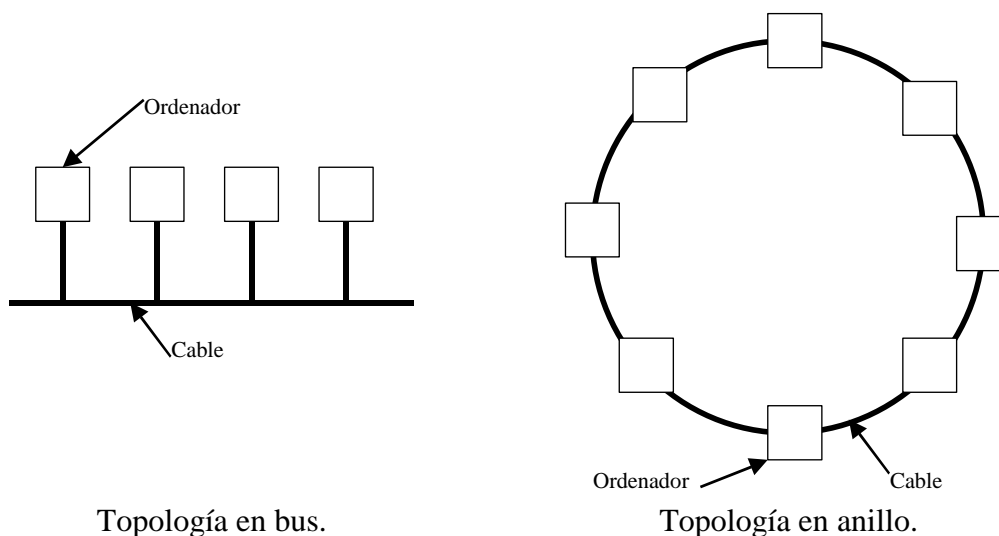 Ordenador
Cable
Topología en bus.
Ordenador
Cable
Topología en anillo.